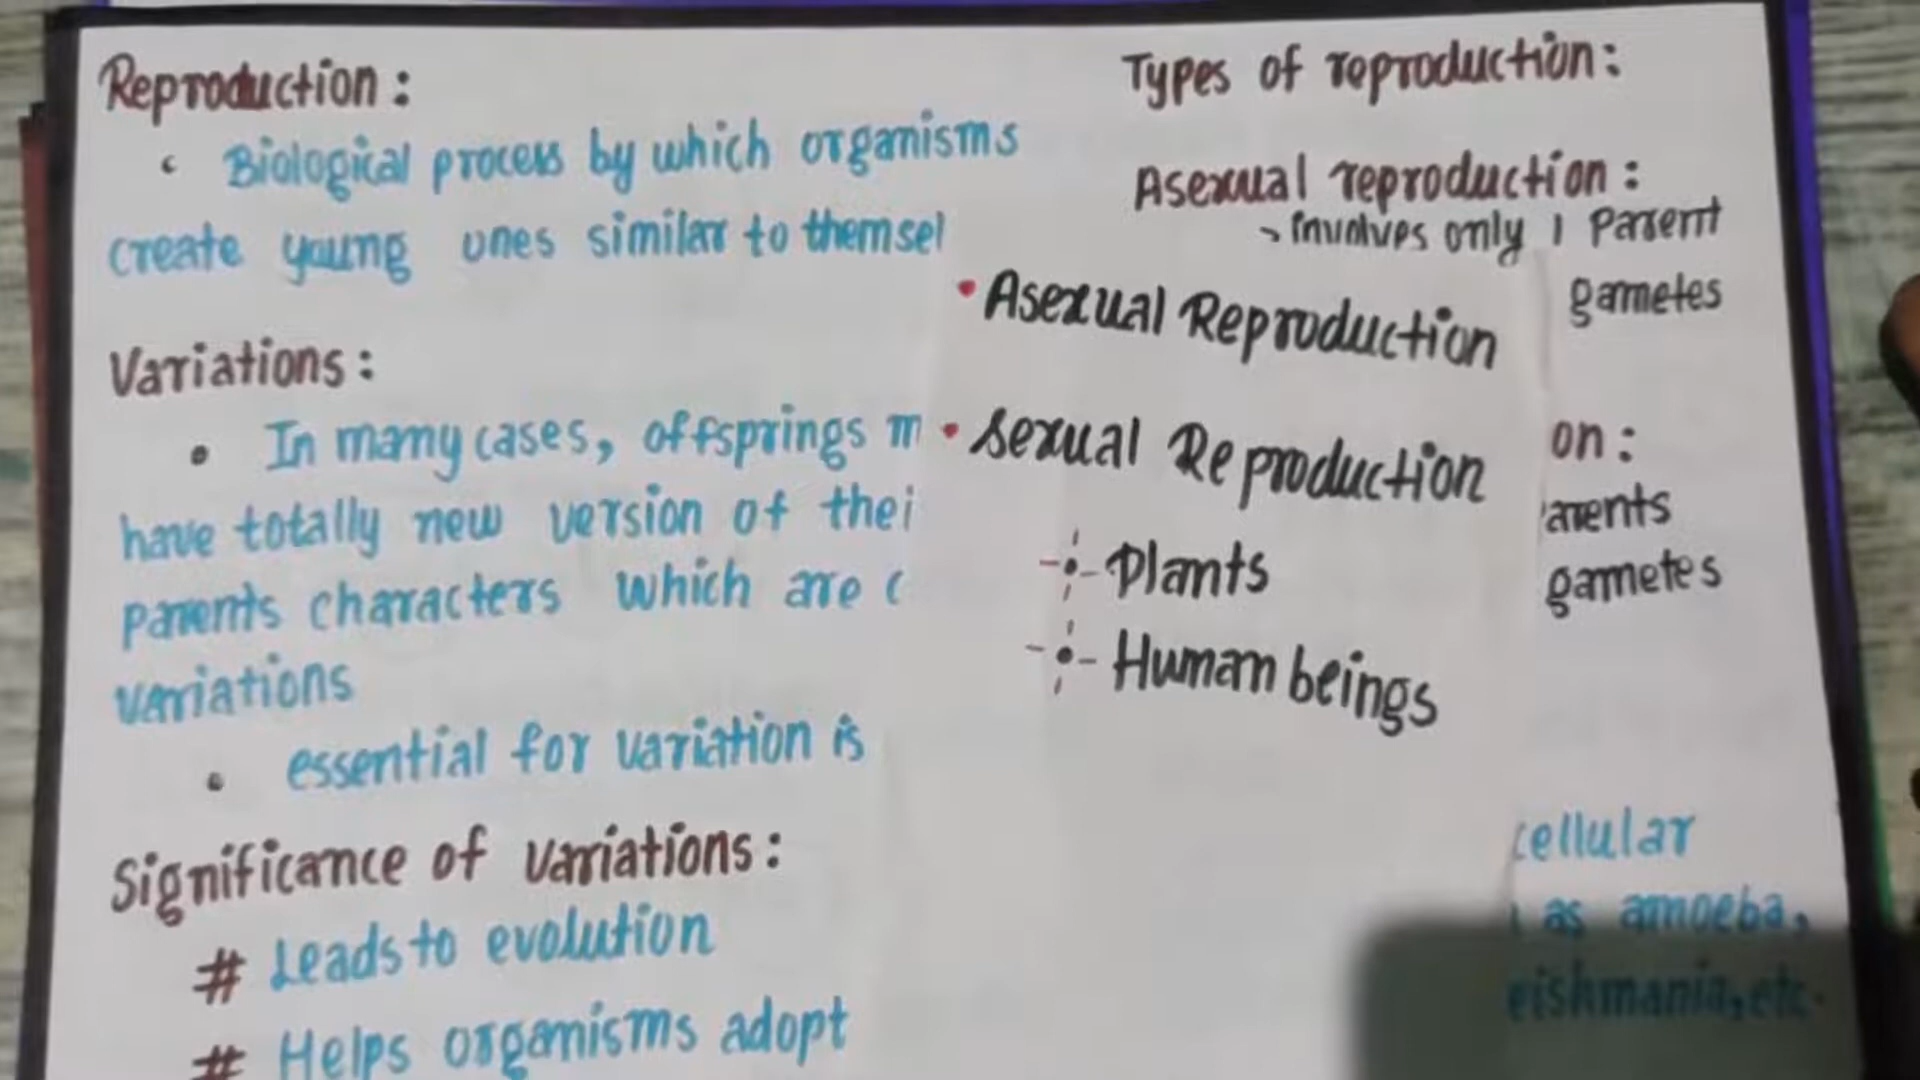 Reproduction:
Biological process by which organisms
create young ones similar to themsel
Variations:
In many cases, offsprings m
have totally new version of thei
parents characters which are
variations
essential for variation is
Significance of variations:
# Leads to evolution
# Helps organisms adopt
Types of reproduction:
Asexual reproduction:
involves only 1 Parent
gametes
• Asexual Reproduction
• Sexual Reproduction
Plants
Human beings
on:
arents
gametes
cellular
as amoeba,
eishmania, etc.